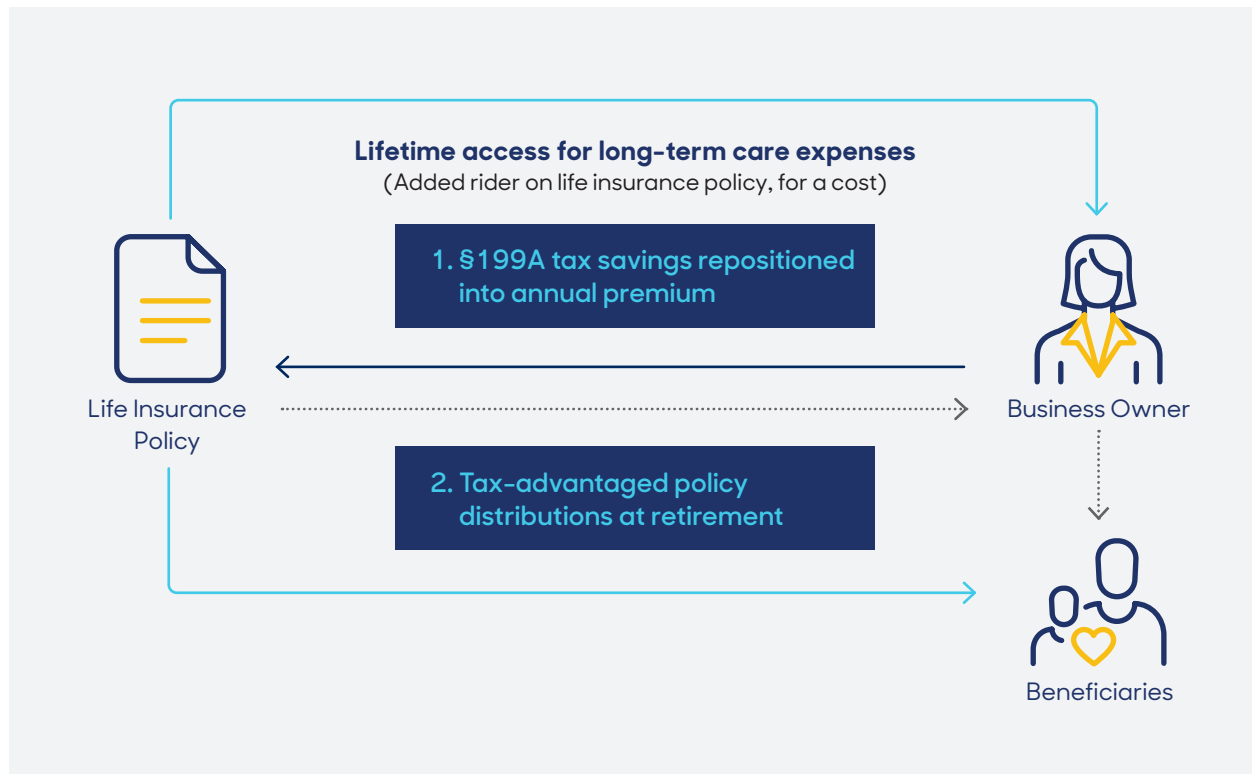 Lifetime access for long-term care expenses
(Added rider on life insurance policy, for a cost)
1. §199A tax savings repositioned
into annual premium
Life Insurance
Policy
Business Owner
2. Tax-advantaged policy
distributions at retirement
Beneficiaries